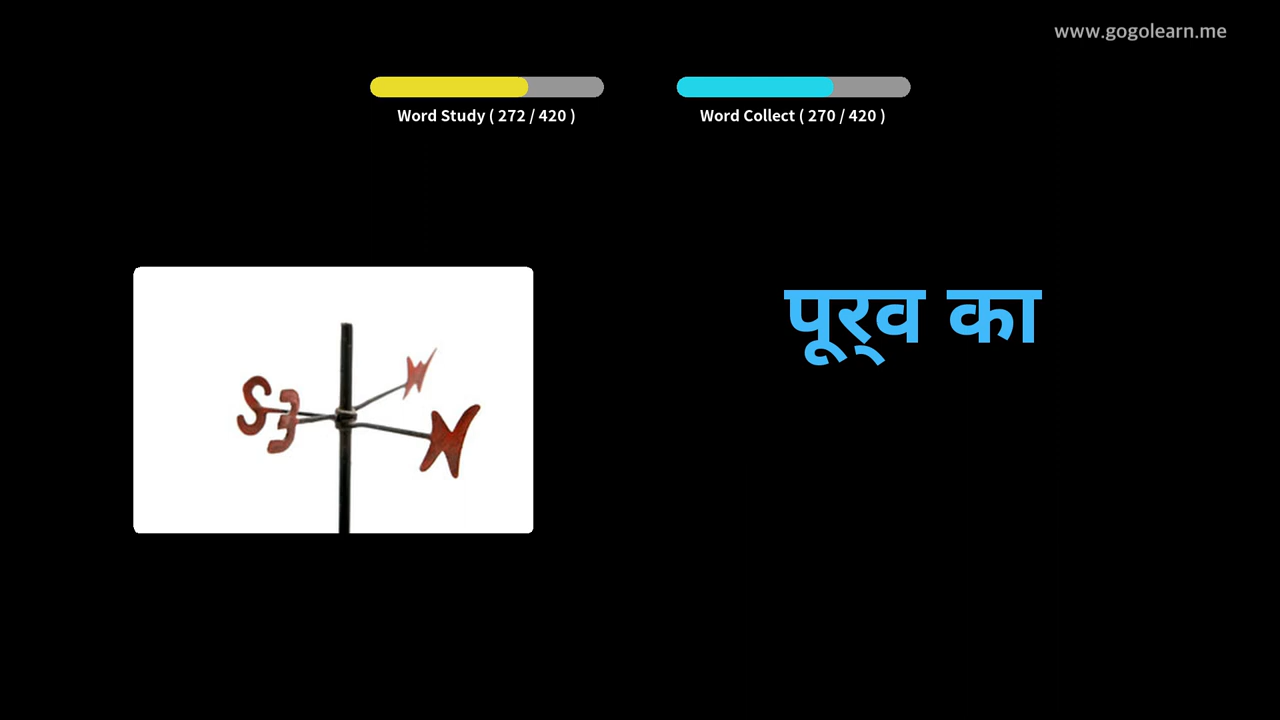 www.gogolearn.me
Word Study ( 272 / 420 )
Word Collect ( 270 / 420 )
S E N N
पूर्व का